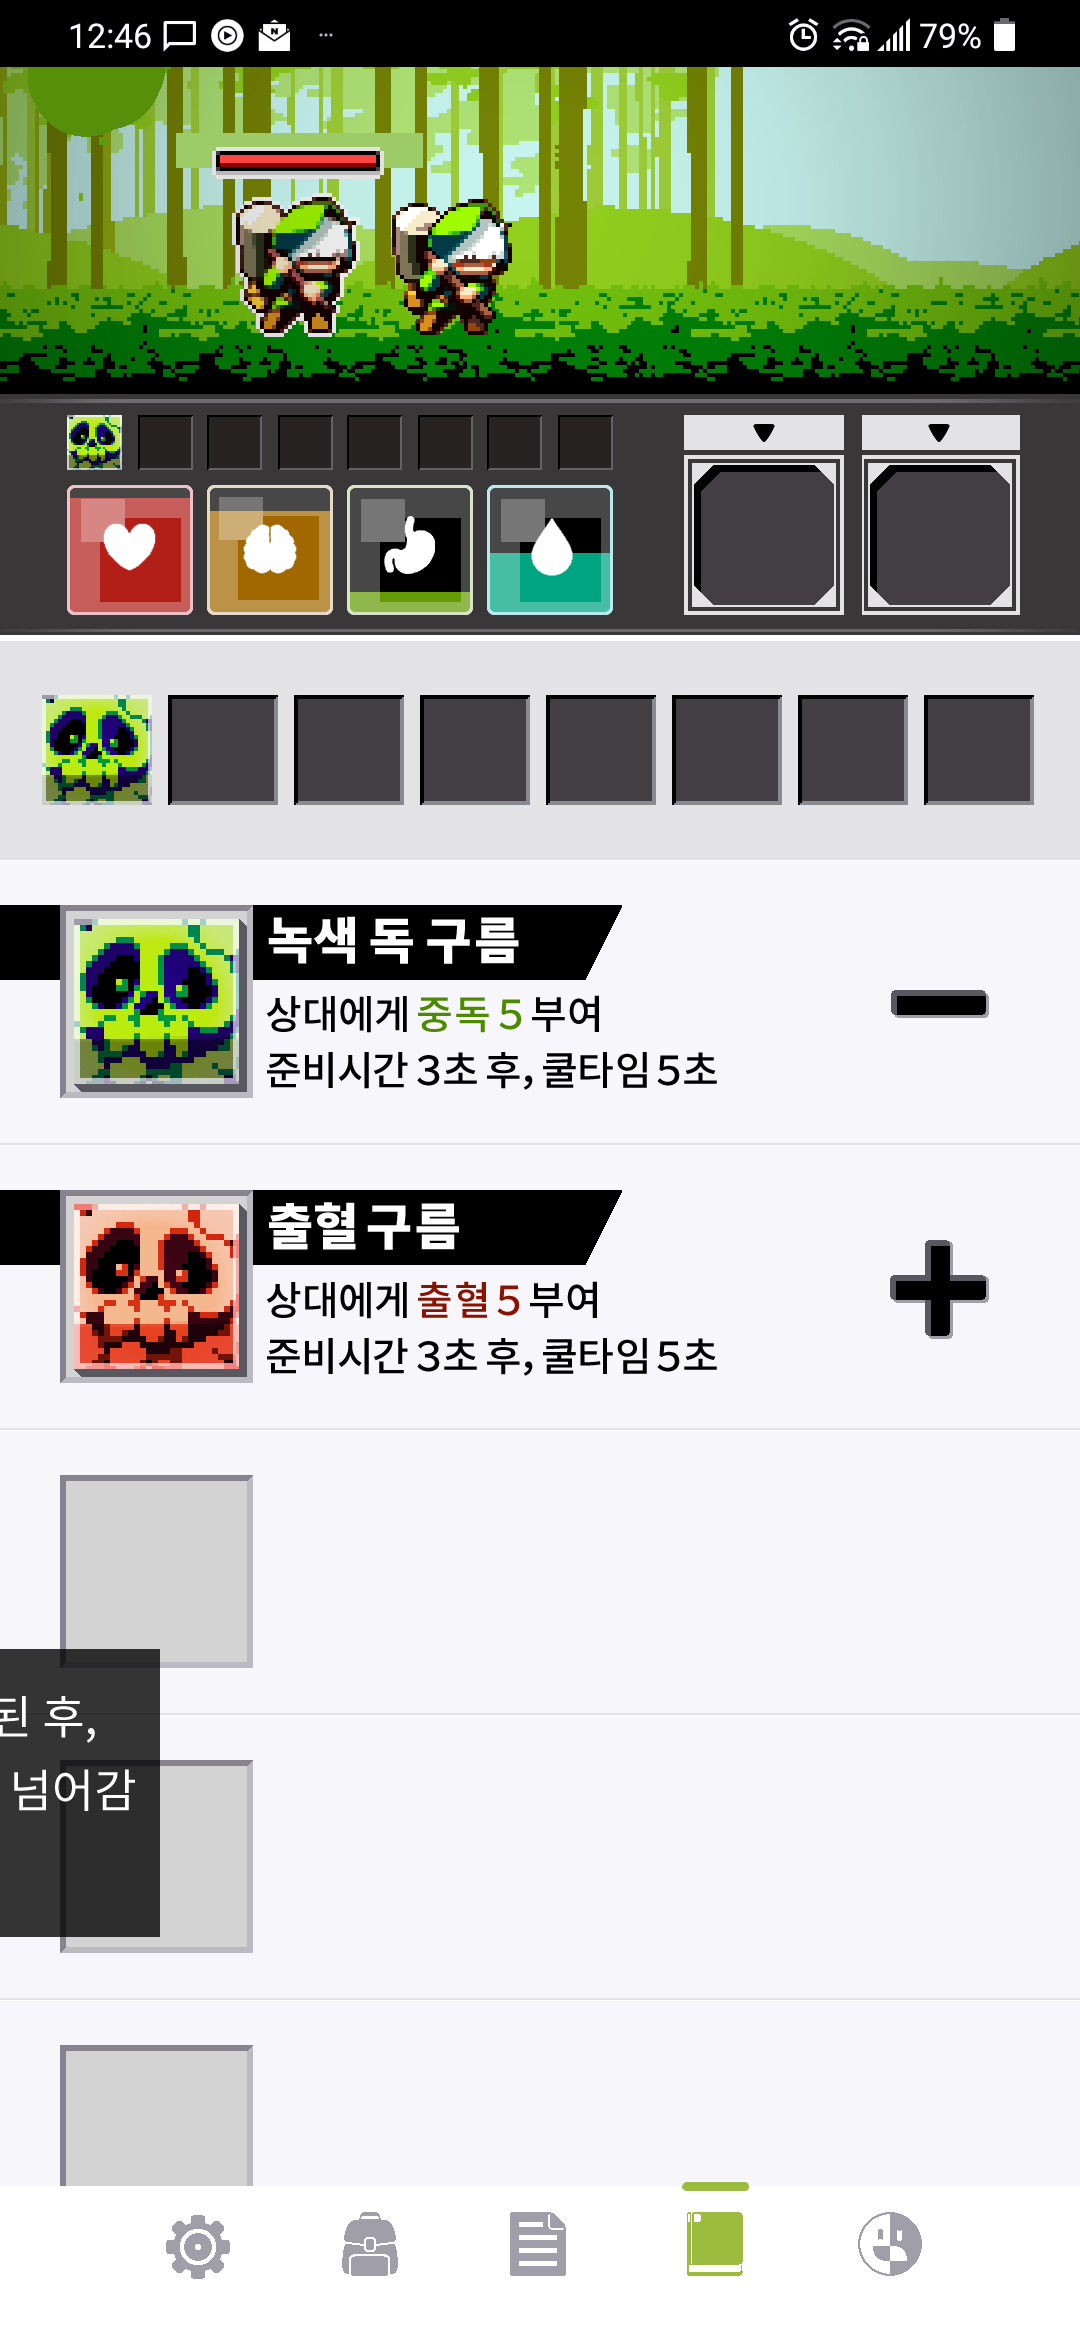 12:46
79%
녹색 독 구름
상대에게 중독 5 부여
준비시간 3초 후, 쿨타임 5초
출혈 구름
상대에게 출혈 5 부여
준비시간 3초 후, 쿨타임 5초
된 후,
넘어감